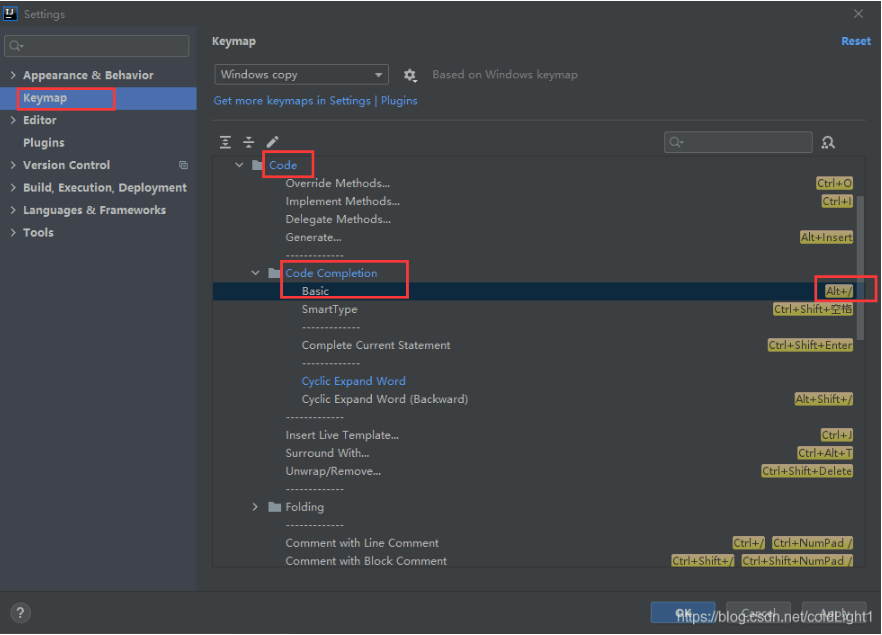 Settings
Appearance & Behavior
Keymap
Editor
Plugins
Version Control
Build, Execution, Deployment
Languages & Frameworks
Tools
Keymap
Reset
Windows copy
Based on Windows keymap
Get more keymaps in Settings | Plugins
Code
Override Methods... Ctrl+O
Implement Methods... Ctrl+I
Delegate Methods...
Generate... Alt+Insert
-------------
Code Completion
Basic Alt+/
SmartType Ctrl+Shift+空格
-------------
Complete Current Statement Ctrl+Shift+Enter
-------------
Cyclic Expand Word
Cyclic Expand Word (Backward) Alt+Shift+/
-------------
Insert Live Template... Ctrl+J
Surround With... Ctrl+Alt+T
Unwrap/Remove... Ctrl+Shift+Delete
-------------
Folding
-------------
Comment with Line Comment Ctrl+/ Ctrl+NumPad /
Comment with Block Comment Ctrl+Shift+/ Ctrl+Shift+NumPad /
?
OK Cancel Apply
https://blog.csdn.net/coldLight1